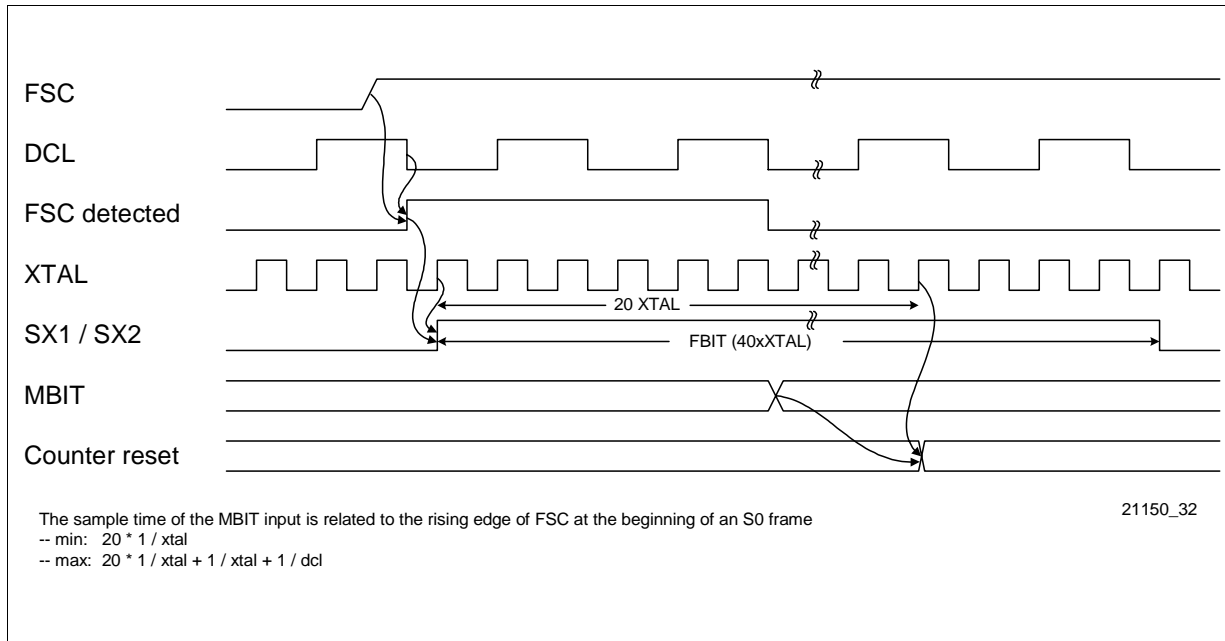 FSC
DCL
FSC detected
XTAL
20 XTAL
SX1 / SX2
FBIT (40xXTAL)
MBIT
Counter reset
21150_32
The sample time of the MBIT input is related to the rising edge of FSC at the beginning of an S0 frame
-- min: 20 * 1 / xtal
-- max: 20 * 1 / xtal + 1 / xtal + 1 / dcl